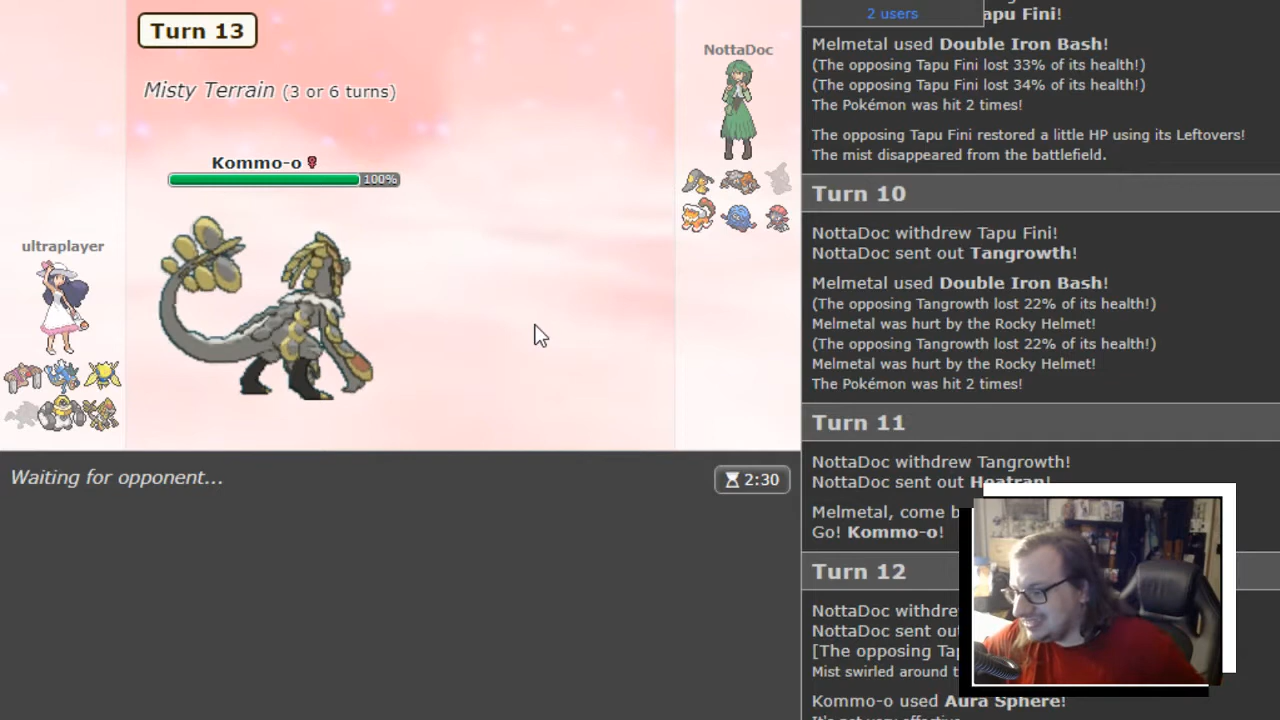 Turn 13
Misty Terrain (3 or 6 turns)
Kommo-o
100%
ultraplayer
NottaDoc
Waiting for opponent...
2:30
2 users
apu Fini!
Melmetal used Double Iron Bash!
(The opposing Tapu Fini lost 33% of its health!)
(The opposing Tapu Fini lost 34% of its health!)
The Pokémon was hit 2 times!
The opposing Tapu Fini restored a little HP using its Leftovers!
The mist disappeared from the battlefield.
Turn 10
NottaDoc withdrew Tapu Fini!
NottaDoc sent out Tangrowth!
Melmetal used Double Iron Bash!
(The opposing Tangrowth lost 22% of its health!)
Melmetal was hurt by the Rocky Helmet!
(The opposing Tangrowth lost 22% of its health!)
Melmetal was hurt by the Rocky Helmet!
The Pokémon was hit 2 times!
Turn 11
NottaDoc withdrew Tangrowth!
NottaDoc sent out Heatran!
Melmetal, come b
Go! Kommo-o!
Turn 12
NottaDoc withdre
NottaDoc sent out
[The opposing Tap
Mist swirled around t
Kommo-o used Aura Sphere!